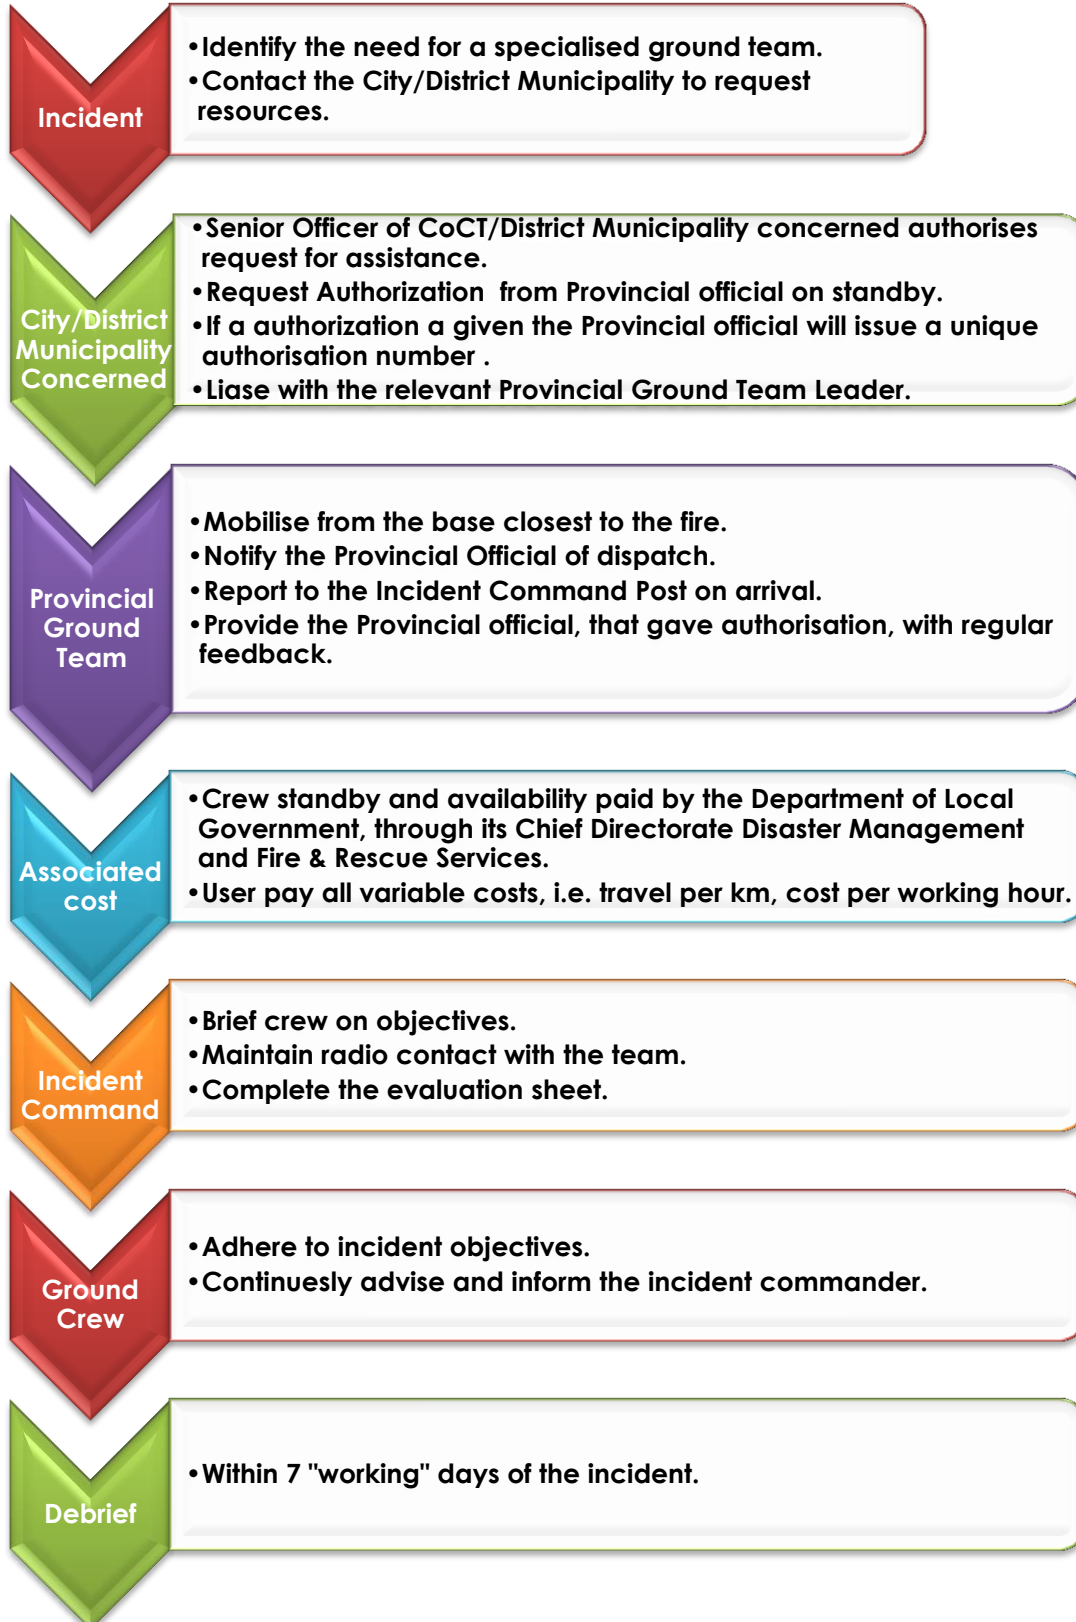 Incident
•Identify the need for a specialised ground team.
•Contact the City/District Municipality to request
resources.
City/District
Municipality
Concerned
•Senior Officer of CoCT/District Municipality concerned authorises
request for assistance.
•Request Authorization  from Provincial official on standby.
•If a authorization a given the Provincial official will issue a unique
authorisation number .
•Liase with the relevant Provincial Ground Team Leader.
Provincial
Ground
Team
•Mobilise from the base closest to the fire.
•Notify the Provincial Official of dispatch.
•Report to the Incident Command Post on arrival.
•Provide the Provincial official, that gave authorisation, with regular
feedback.
Associated
cost
•Crew standby and availability paid by the Department of Local
Government, through its Chief Directorate Disaster Management
and Fire & Rescue Services.
•User pay all variable costs, i.e. travel per km, cost per working hour.
Incident
Command
•Brief crew on objectives.
•Maintain radio contact with the team.
•Complete the evaluation sheet.
Ground
Crew
•Adhere to incident objectives.
•Continuesly advise and inform the incident commander.
Debrief
•Within 7 "working" days of the incident.